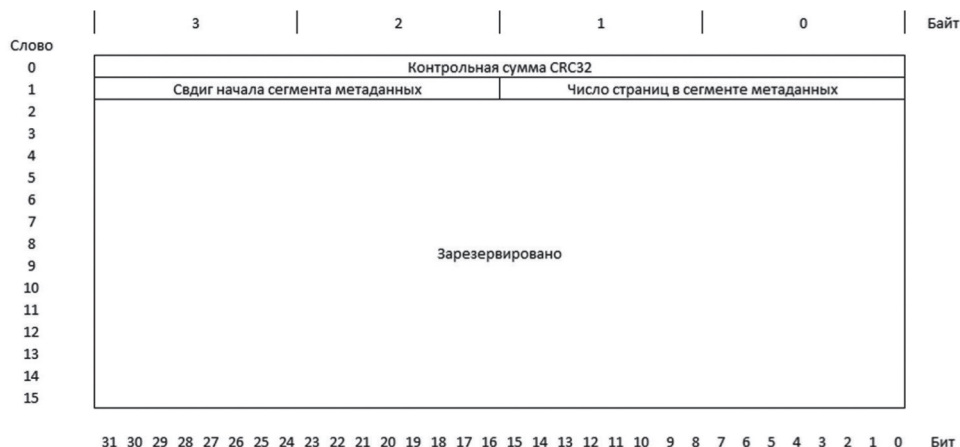 3 2 1 0 Байт
Слово
0 Контрольная сумма CRC32
1 Свдиг начала сегмента метаданных Число страниц в сегменте метаданных
2
3
4
5
6
7
8
Зарезервировано
9
10
11
12
13
14
15
31 30 29 28 27 26 25 24 23 22 21 20 19 18 17 16 15 14 13 12 11 10 9 8 7 6 5 4 3 2 1 0 Бит